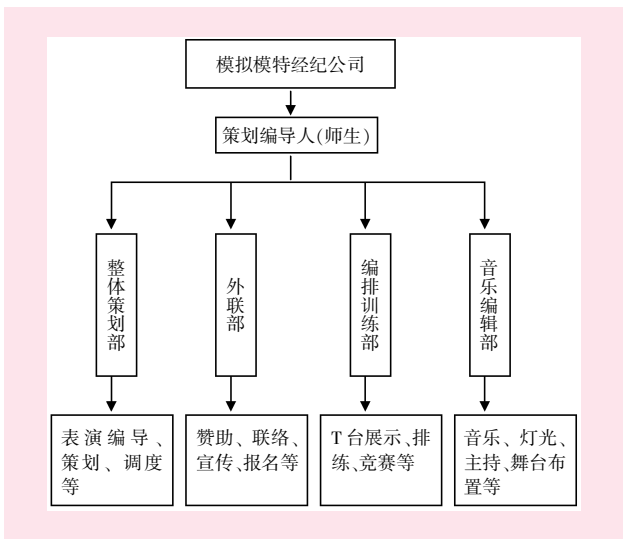 模拟模特经纪公司
策划编导人(师生)
整体策划部
外联部
编排训练部
音乐编辑部
表演编导、
策划、调度
等
赞助、联络、
宣传、报名等
T台展示、排
练、竞赛等
音乐、灯光、
主持、舞台布
置等